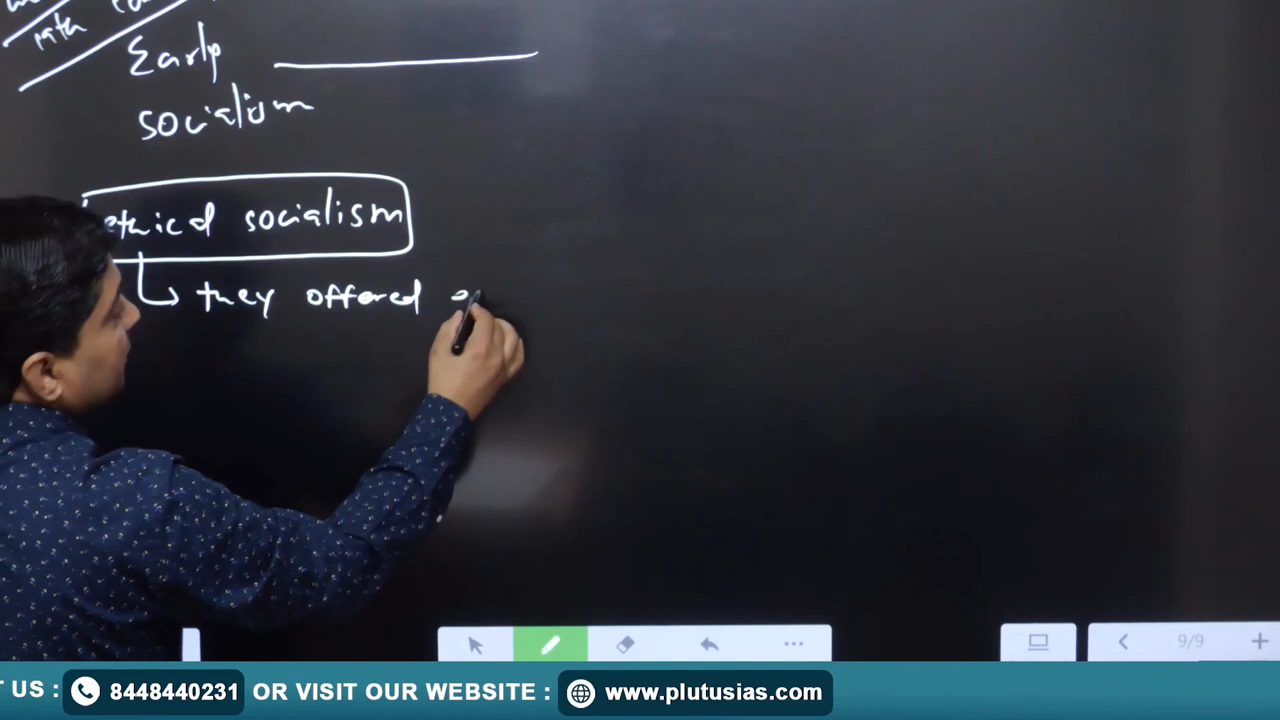 Early
socialism
ethical socialism
they offered
9/9
T US : 8448440231 OR VISIT OUR WEBSITE : www.plutusias.com